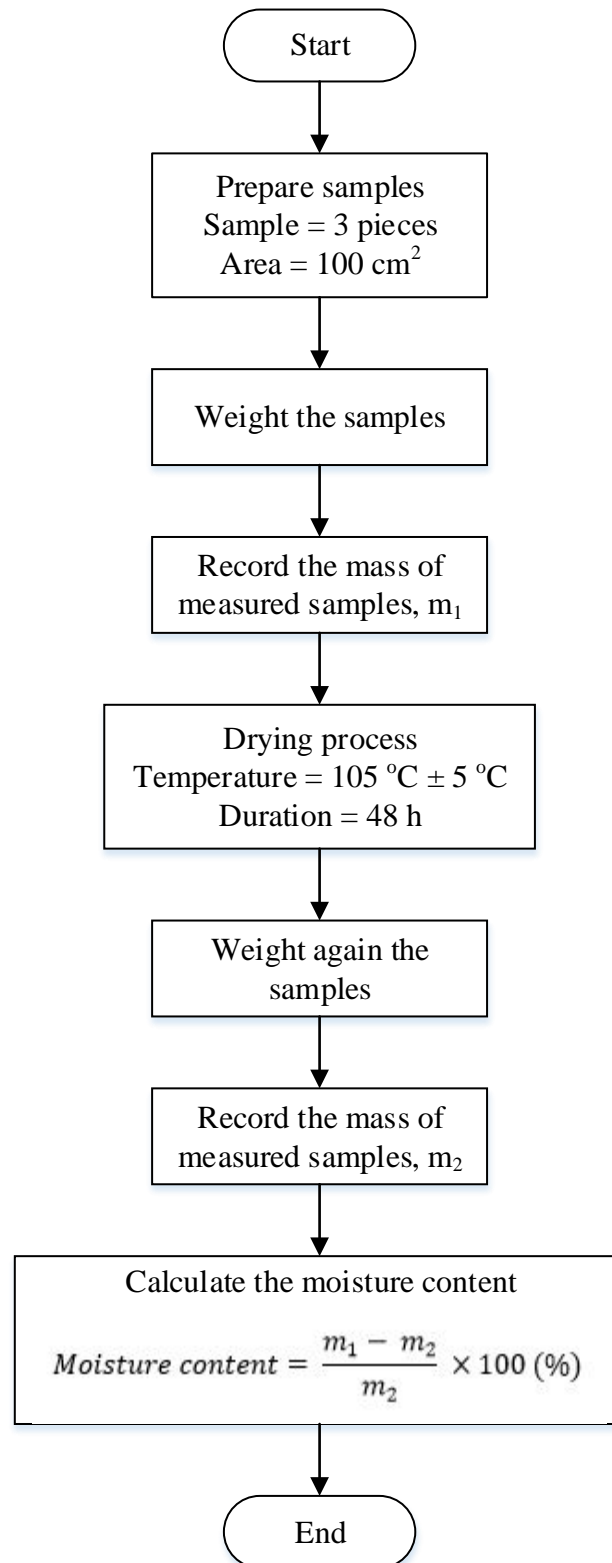 Start
Prepare samples
Sample = 3 pieces
Area = 100 cm²
Weight the samples
Record the mass of
measured samples, m₁
Drying process
Temperature = 105 °C ± 5 °C
Duration = 48 h
Weight again the
samples
Record the mass of
measured samples, m₂
Calculate the moisture content
Moisture content = (m₁ − m₂)/m₂ × 100 (%)
End